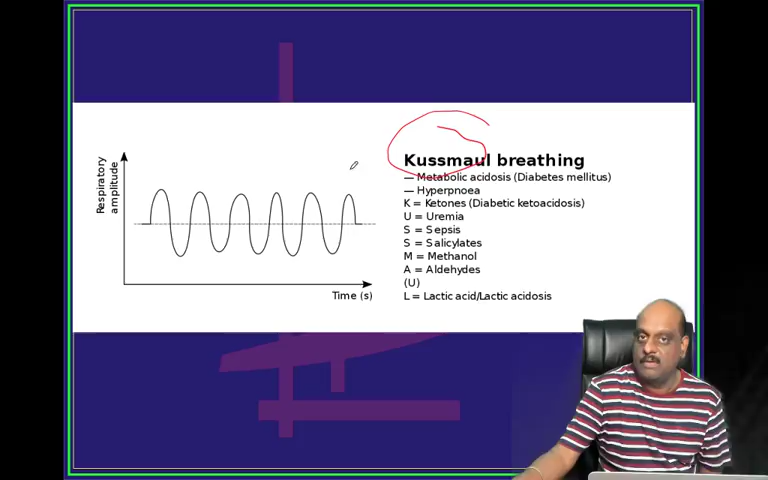 Respiratory
amplitude
Time (s)
Kussmaul breathing
— Metabolic acidosis (Diabetes mellitus)
— Hyperpnoea
K = Ketones (Diabetic ketoacidosis)
U = Uremia
S = Sepsis
S = Salicylates
M = Methanol
A = Aldehydes
(U)
L = Lactic acid/Lactic acidosis